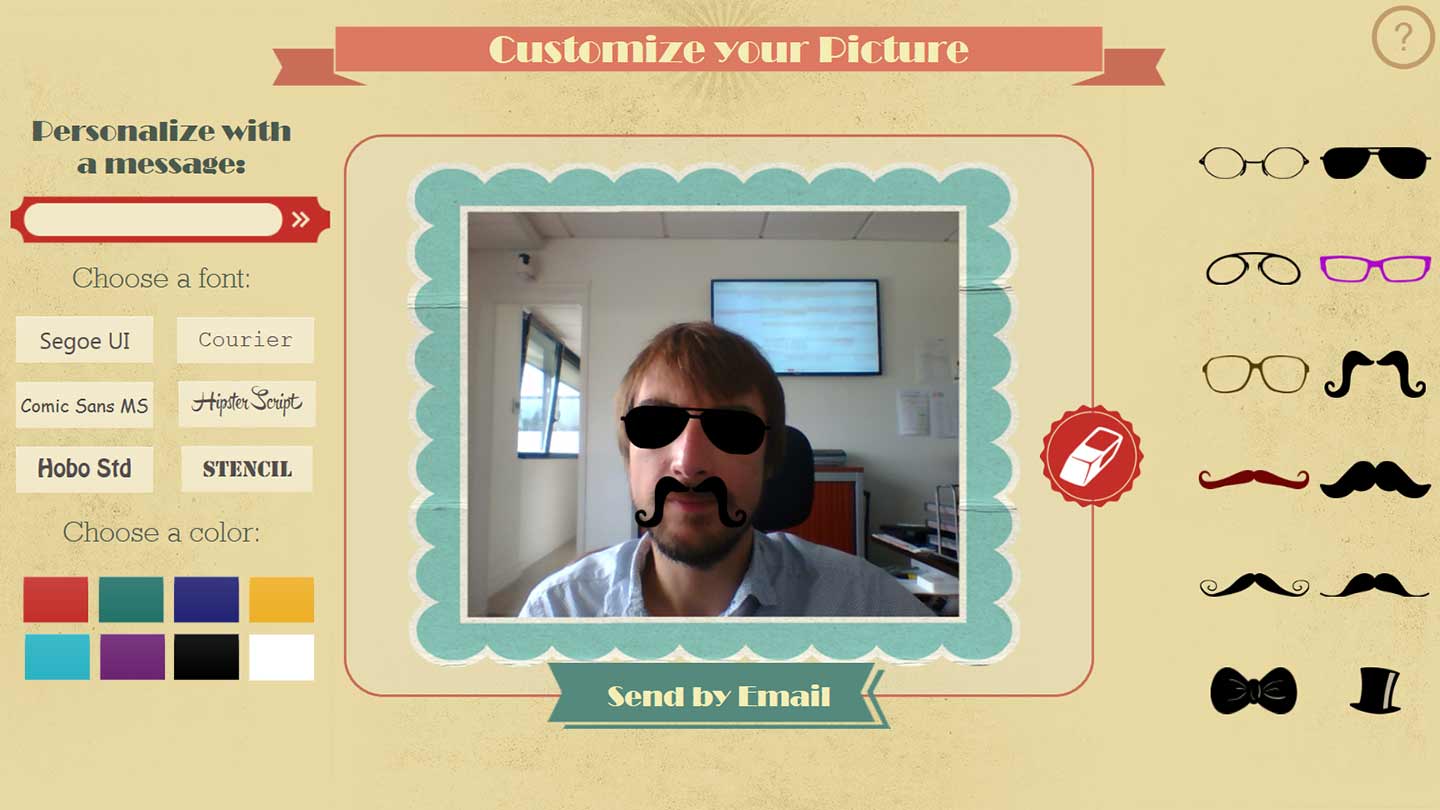 Customize your Picture
?
Personalize with
a message:
Choose a font:
Segoe UI
Courier
Comic Sans MS
Hipster Script
Hobo Std
STENCIL
Choose a color:
Send by Email